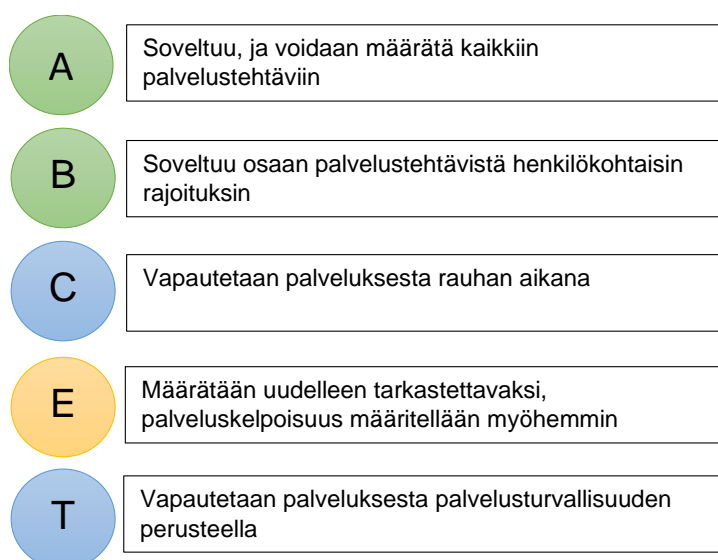 A
Soveltuu, ja voidaan määrätä kaikkiin
palvelustehtäviin
B
Soveltuu osaan palvelustehtävistä henkilökohtaisin
rajoituksin
C
Vapautetaan palveluksesta rauhan aikana
E
Määrätään uudelleen tarkastettavaksi,
palveluskelpoisuus määritellään myöhemmin
T
Vapautetaan palveluksesta palvelusturvallisuuden
perusteella